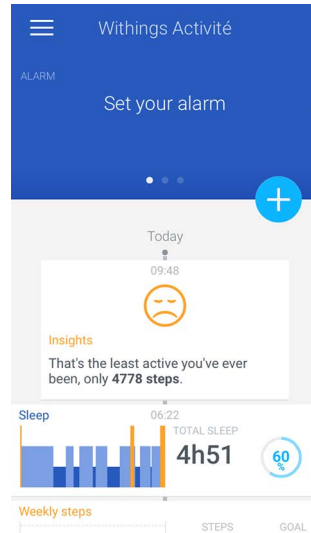 Withings Activité
ALARM
Set your alarm
Today
09:48
Insights
That's the least active you've ever
been, only 4778 steps.
Sleep
06:22
TOTAL SLEEP
4h51
60
%
Weekly steps
STEPS
GOAL